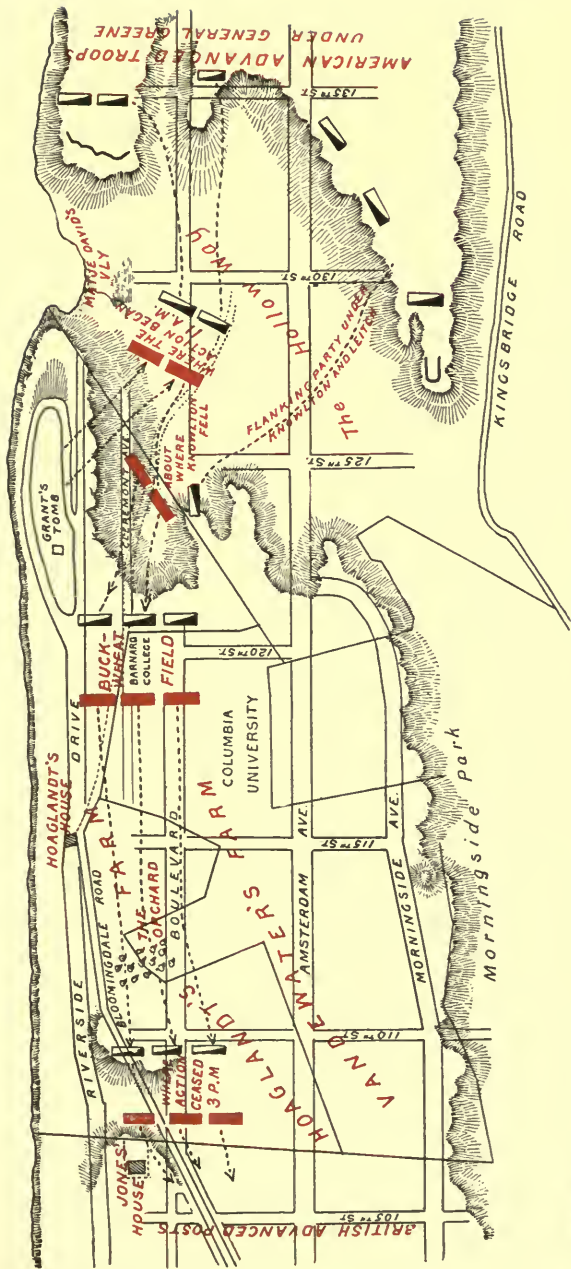 AMERICAN ADVANCED TROOPS
UNDER GENERAL GREENE
135TH ST.
MATJE DAVID'S
VLY
130TH ST.
WHERE THE
ACTION BEGAN
11 A.M.
The Hollow Way
KINGSBRIDGE ROAD
FLANKING PARTY UNDER
KNOWLTON AND LEITCH
125TH ST.
ABOUT
WHERE
KNOWLTON
FELL
CLEREMONT AVE.
GRANT'S
TOMB
BUCK-
WHEAT
FIELD
BARNARD
COLLEGE
120TH ST.
COLUMBIA
UNIVERSITY
HOAGLANDT'S
HOUSE
RIVERSIDE DRIVE
BLOOMINGDALE ROAD
THE
ORCHARD
BOULEVARD
HOAGLANDT'S FARM
VANDEWATER'S FARM
115TH ST.
AMSTERDAM AVE.
MORNINGSIDE AVE.
Morningside Park
110TH ST.
WHERE
ACTION
CEASED
3 P.M
JONES'
HOUSE
105TH ST.
BRITISH ADVANCED POSTS